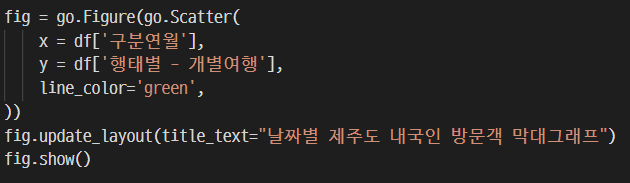 fig = go.Figure(go.Scatter(
    x = df['구분연월'],
    y = df['행태별 - 개별여행'],
    line_color='green',
))
fig.update_layout(title_text="날짜별 제주도 내국인 방문객 막대그래프")
fig.show()